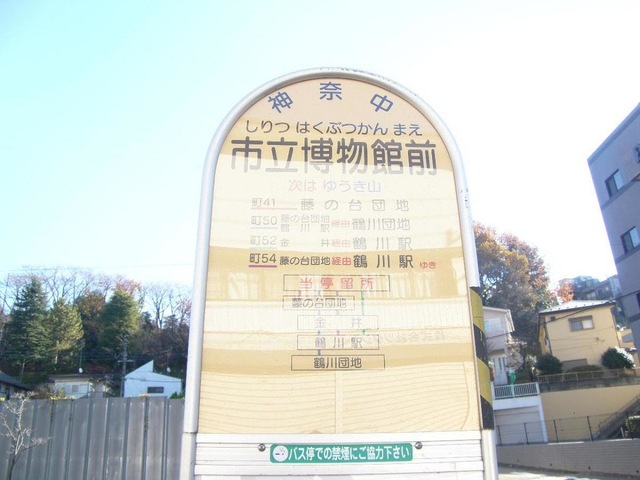 神奈中
しりつ はくぶつかん まえ
市立博物館前
次は ゆうき山
町41 藤の台団地
町50 藤の台団地 鶴川駅 経由 鶴川団地
町52 金井経由 鶴川駅
町54 藤の台団地 経由 鶴川駅 ゆき
当停留所
藤の台団地
金井
鶴川駅
鶴川団地
バス停での禁煙にご協力下さい